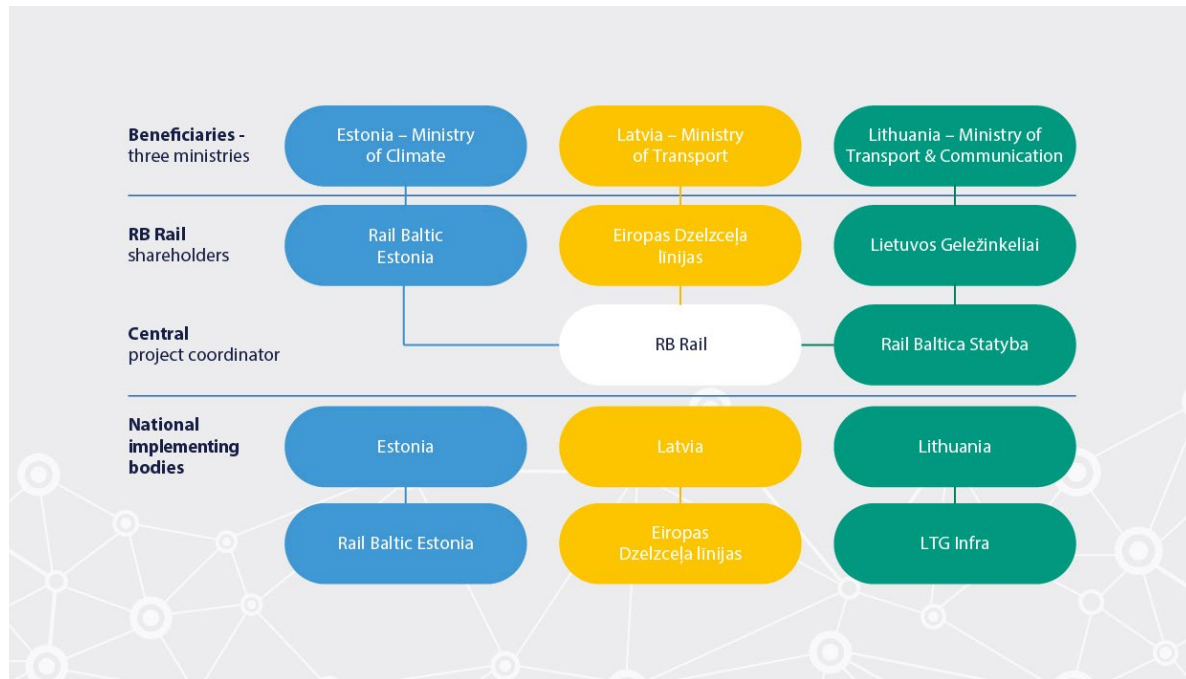 Beneficiaries -
three ministries
Estonia – Ministry
of Climate
Latvia – Ministry
of Transport
Lithuania – Ministry of
Transport & Communication
RB Rail
shareholders
Rail Baltic
Estonia
Eiropas Dzelzceļa
līnijas
Lietuvos Geležinkeliai
Central
project coordinator
RB Rail
Rail Baltica Statyba
National
implementing
bodies
Estonia
Latvia
Lithuania
Rail Baltic Estonia
Eiropas
Dzelzceļa līnijas
LTG Infra